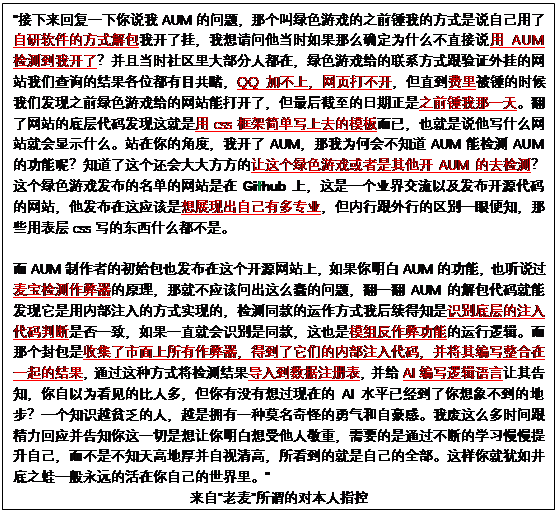 "接下来回复一下你说我 AUM 的问题，那个叫绿色游戏的之前锤我的方式是说自己用了
自研软件的方式解包我开了挂，我想请问他当时如果那么确定为什么不直接说用 AUM
检测到我开了？并且当时社区里大部分人都在，绿色游戏给的联系方式跟验证外挂的网
站我们查询的结果各位都有目共睹，QQ 加不上，网页打不开，但直到费里被锤的时候
我们发现之前绿色游戏给的网站能打开了，但最后截至的日期正是之前锤我那一天。翻
了网站的底层代码发现这就是用 css 框架简单写上去的模板而已，也就是说他写什么网
站就会显示什么。站在你的角度，我开了 AUM，那我为何会不知道 AUM 能检测 AUM
的功能呢？知道了这个还会大大方方的让这个绿色游戏或者是其他开 AUM 的去检测？
这个绿色游戏发布的名单的网站是在 Github 上，这是一个业界交流以及发布开源代码
的网站，他发布在这应该是想展现出自己有多专业，但内行跟外行的区别一眼便知，那
些用表层 css 写的东西什么都不是。
而 AUM 制作者的初始包也发布在这个开源网站上，如果你明白 AUM 的功能，也听说过
麦宝检测作弊器的原理，那就不应该问出这么蠢的问题，翻一翻 AUM 的解包代码就能
发现它是用内部注入的方式实现的，检测同款的运作方式我后续得知是识别底层的注入
代码判断是否一致，如果一直就会识别是同款，这也是模组反作弊功能的运行逻辑。而
那个封包是收集了市面上所有作弊器，得到了它们的内部注入代码，并将其编写整合在
一起的结果，通过这种方式将检测结果导入到数据注册表，并给 AI 编写逻辑语言让其告
知，你自以为看见的比人多，但你有没有想过现在的 AI 水平已经到了你想象不到的地
步？一个知识越贫乏的人，越是拥有一种莫名奇怪的勇气和自豪感。我废这么多时间跟
精力回应并告知你这一切是想让你明白想受他人敬重，需要的是通过不断的学习慢慢提
升自己，而不是不知天高地厚并自视清高，所看到的就是自己的全部。这样你就犹如井
底之蛙一般永远的活在你自己的世界里。"
来自"老麦"所谓的对本人指控